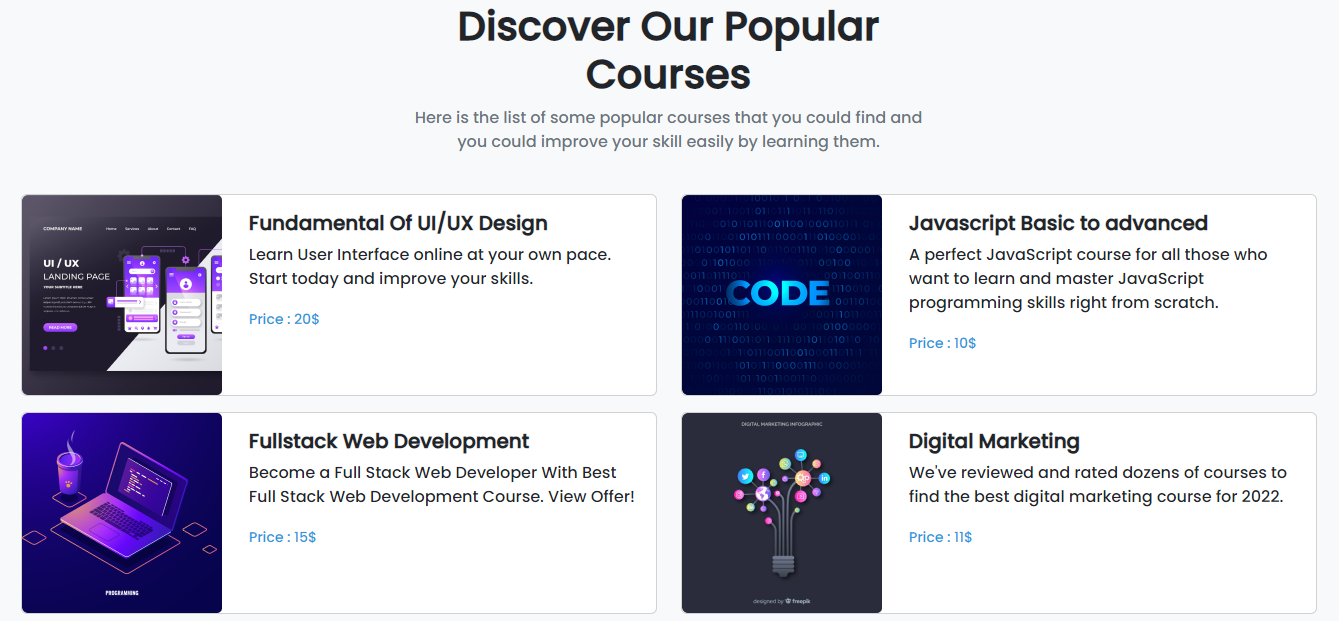 Discover Our Popular
Courses
Here is the list of some popular courses that you could find and
you could improve your skill easily by learning them.
COMPANY NAME
Home Services About Contact FAQ
UI / UX
LANDING PAGE
YOUR SUBTITLE HERE
READ MORE
Fundamental Of UI/UX Design
Learn User Interface online at your own pace.
Start today and improve your skills.
Price : 20$
CODE
Javascript Basic to advanced
A perfect JavaScript course for all those who
want to learn and master JavaScript
programming skills right from scratch.
Price : 10$
PROGRAMMING
Fullstack Web Development
Become a Full Stack Web Developer With Best
Full Stack Web Development Course. View Offer!
Price : 15$
DIGITAL MARKETING INFOGRAPHIC
designed by freepik
Digital Marketing
We've reviewed and rated dozens of courses to
find the best digital marketing course for 2022.
Price : 11$